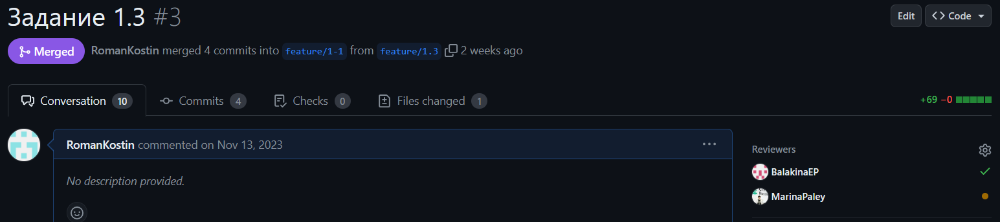 Задание 1.3 #3
Edit
Code
Merged
RomanKostin merged 4 commits into feature/1-1 from feature/1.3 2 weeks ago
Conversation 10
Commits 4
Checks 0
Files changed 1
+69 −0
RomanKostin commented on Nov 13, 2023
No description provided.
Reviewers
BalakinaEP
MarinaPaley